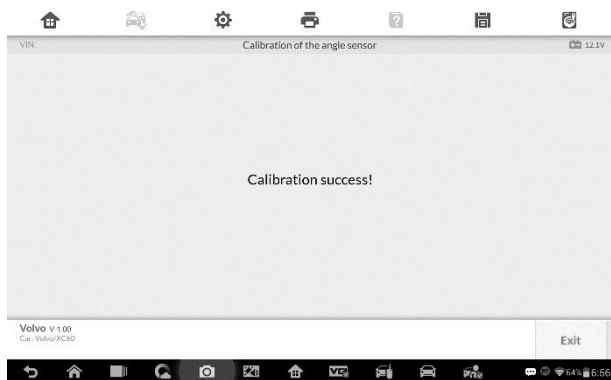 VIN:
Calibration of the angle sensor
12.1V
Calibration success!
Volvo V 1.00
Car: Volvo/XC60
Exit
64% 6:56